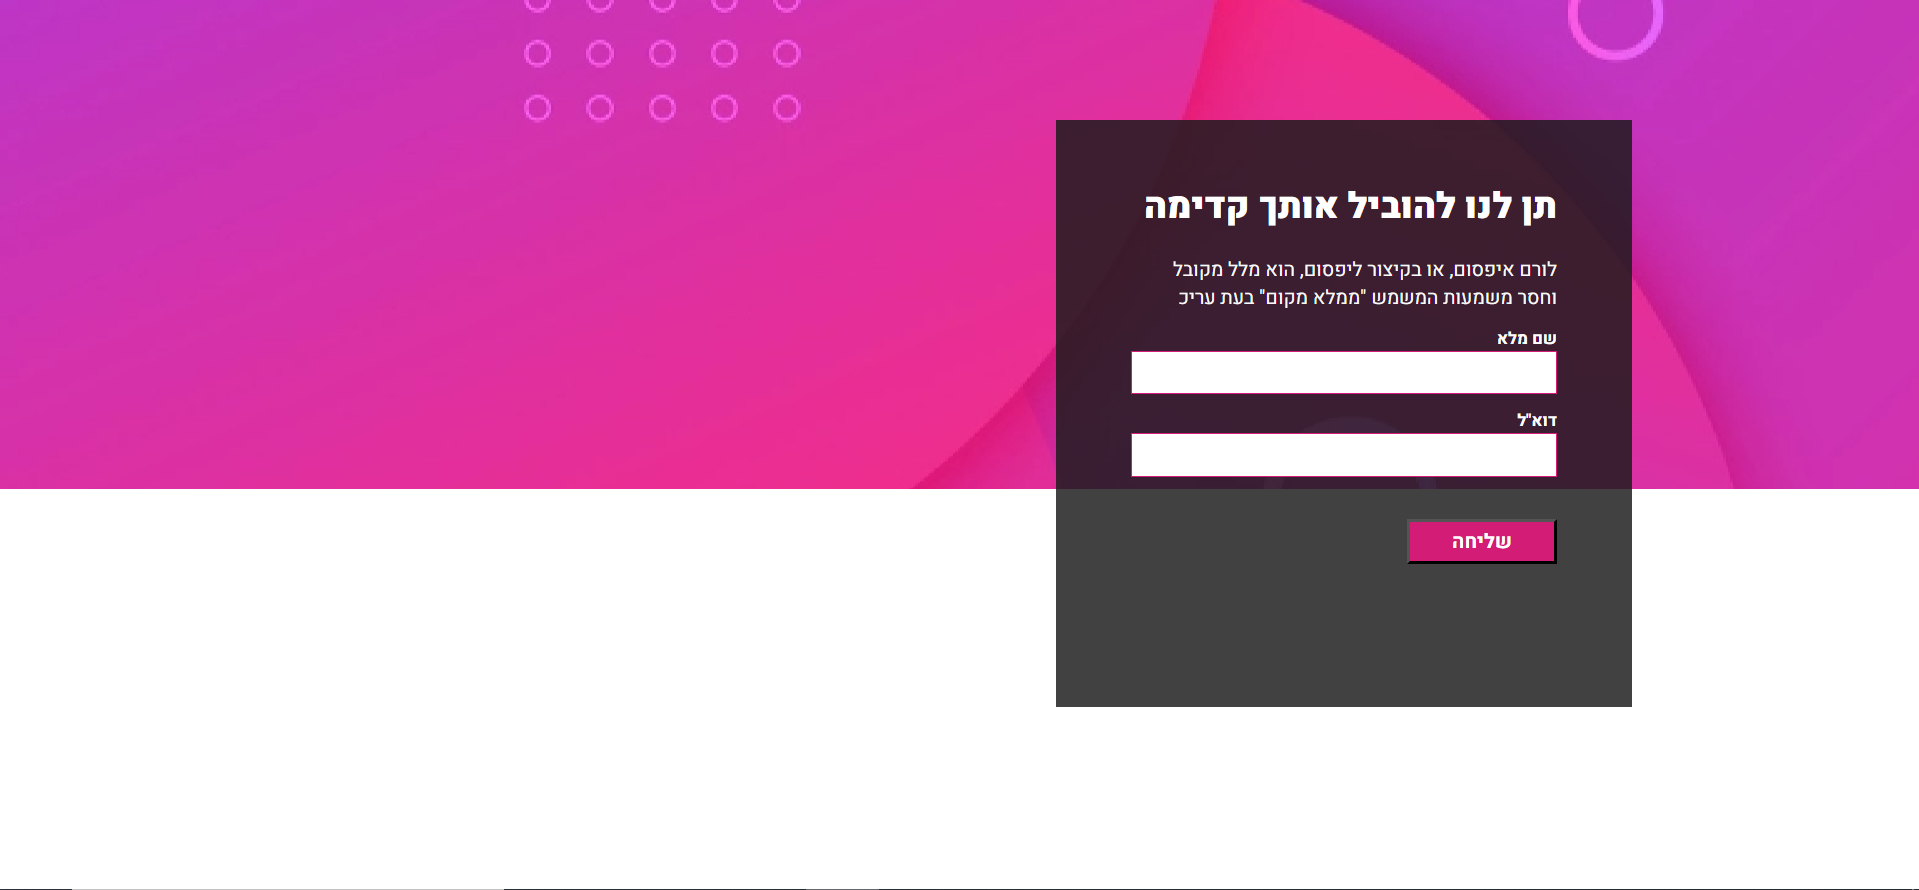 תן לנו להוביל אותך קדימה
לורם איפסום, או בקיצור ליפסום, הוא מלל מקובל
וחסר משמעות המשמש "ממלא מקום" בעת עריכ
שם מלא
דוא"ל
שליחה